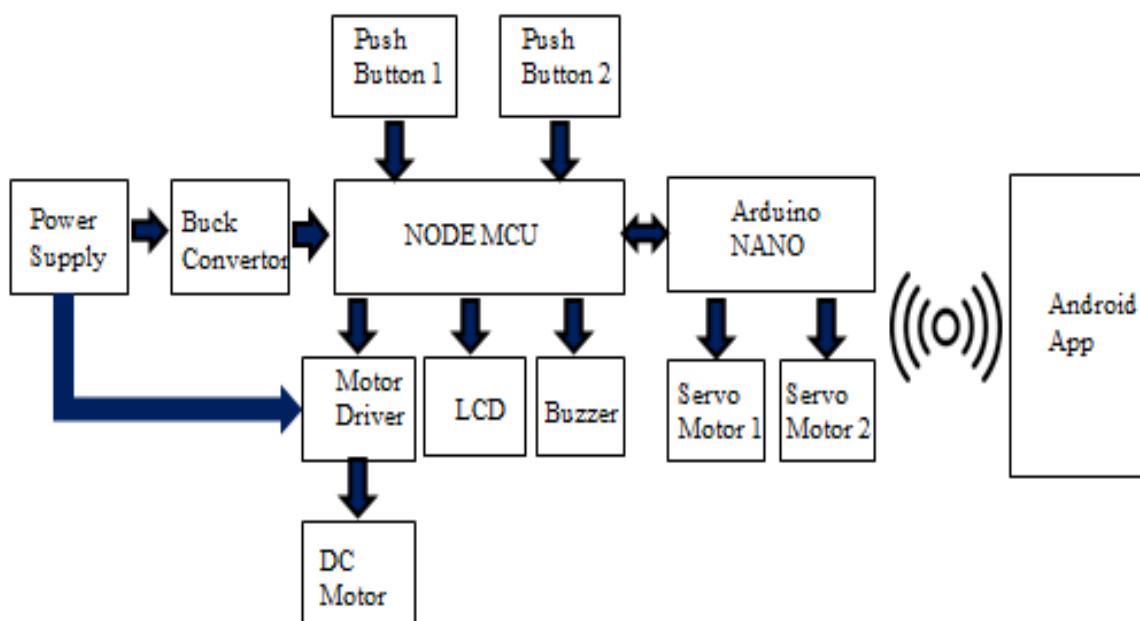 Push
Button 1
Push
Button 2
Power
Supply
Buck
Convertor
NODE MCU
Arduino
NANO
Android
App
Motor
Driver
LCD
Buzzer
Servo
Motor 1
Servo
Motor 2
DC
Motor